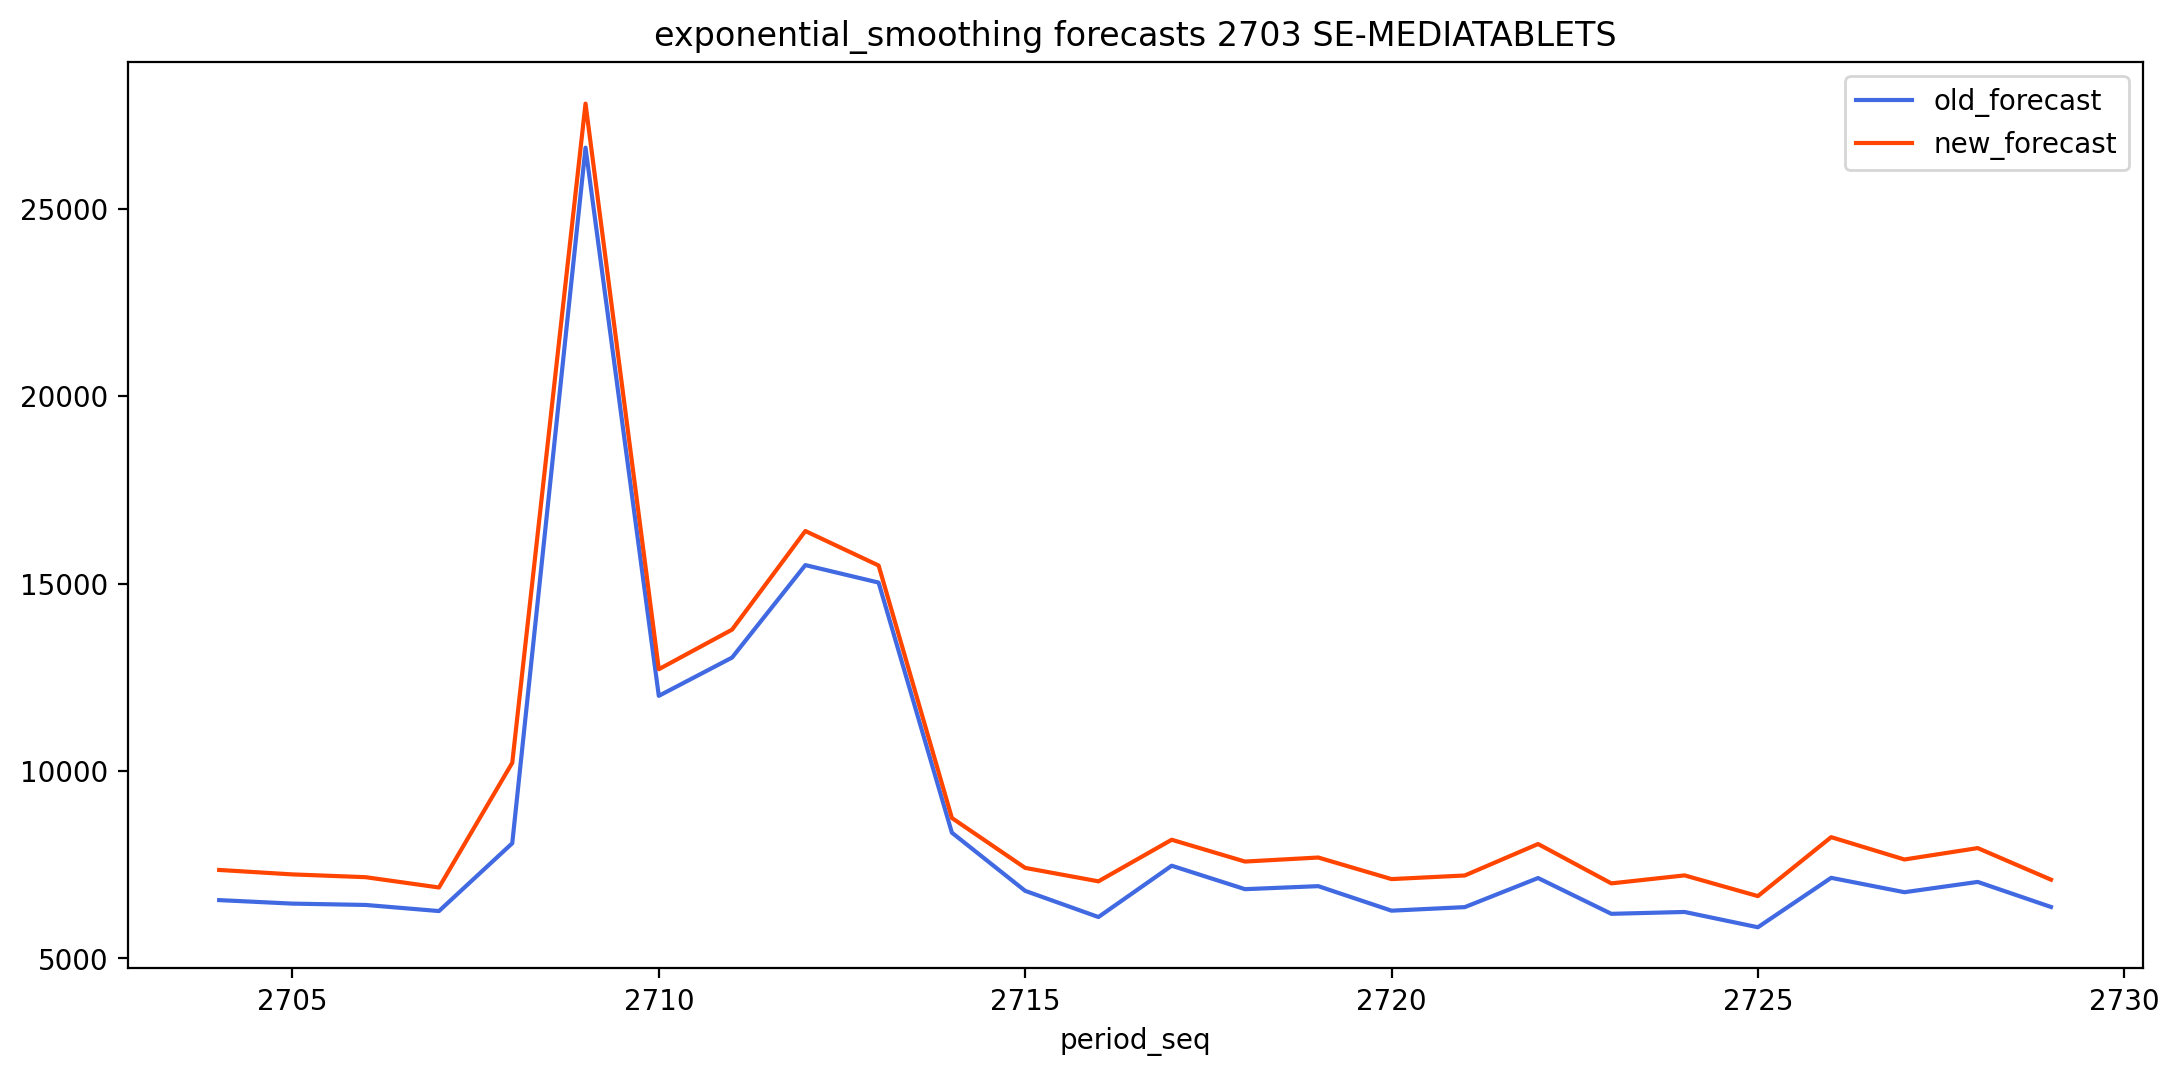 exponential_smoothing forecasts 2703 SE-MEDIATABLETS
old_forecast
new_forecast
25000
20000
15000
10000
5000
2705 2710 2715 2720 2725 2730
period_seq